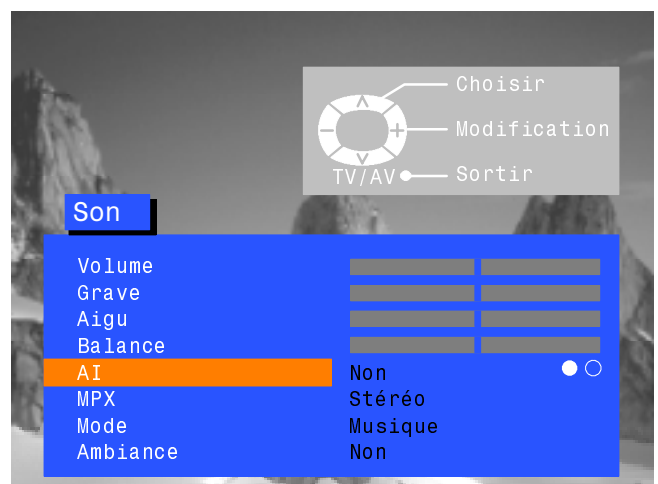 Choisir
Modification
TV/AV Sortir
Son
Volume
Grave
Aigu
Balance
AI Non
MPX Stéréo
Mode Musique
Ambiance Non